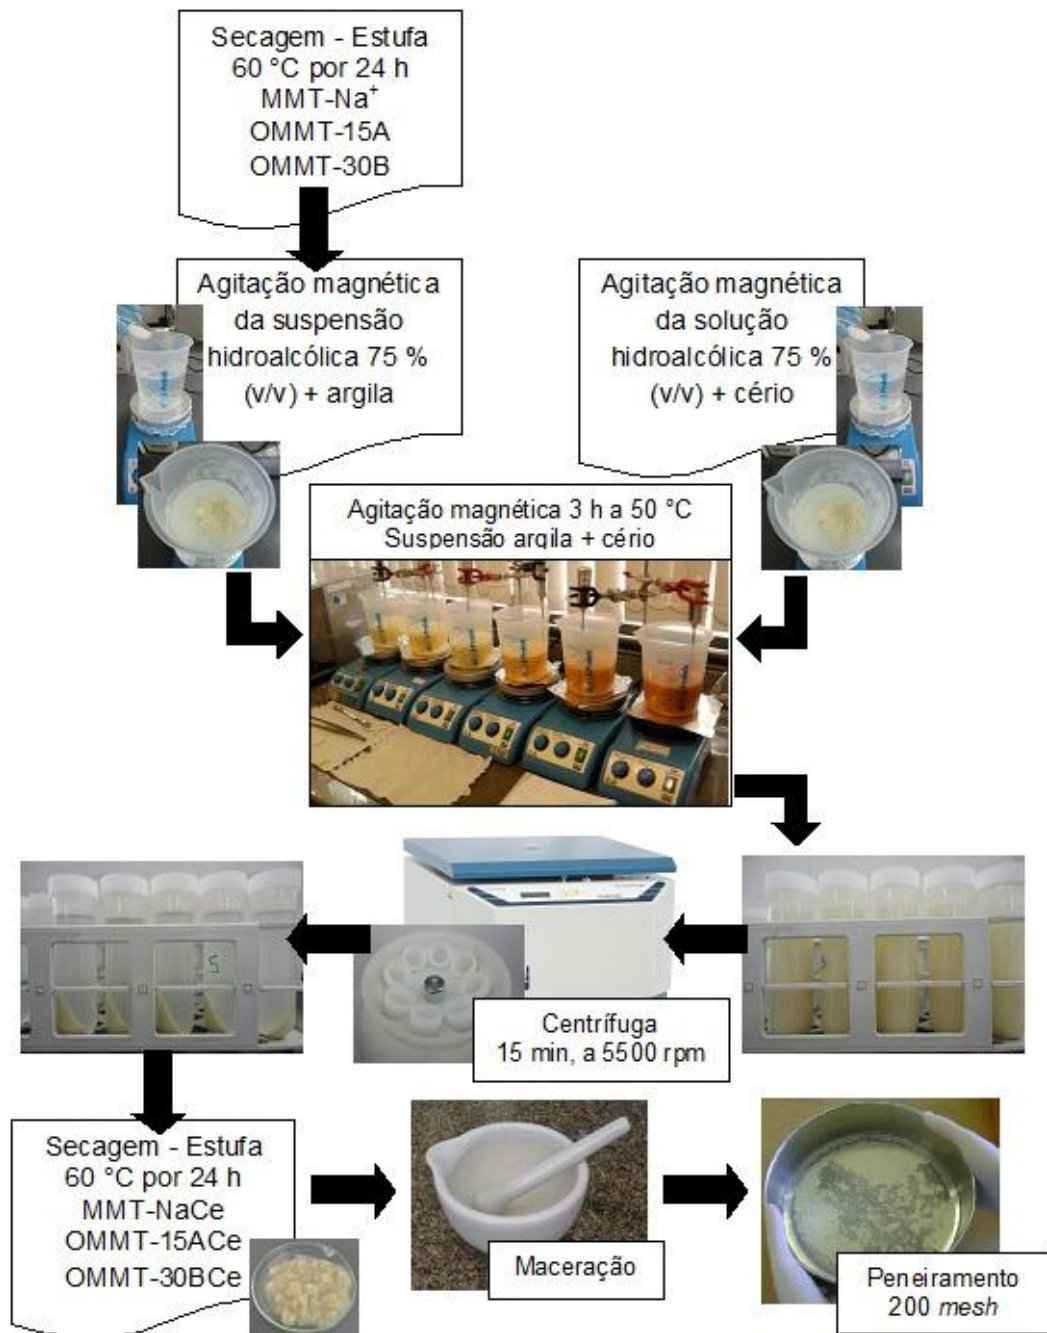 Secagem - Estufa
60 °C por 24 h
MMT-Na⁺
OMMT-15A
OMMT-30B
Agitação magnética
da suspensão
hidroalcólica 75 %
(v/v) + argila
Agitação magnética
da solução
hidroalcólica 75 %
(v/v) + cério
Agitação magnética 3 h a 50 °C
Suspensão argila + cério
Centrífuga
15 min, a 5500 rpm
Secagem - Estufa
60 °C por 24 h
MMT-NaCe
OMMT-15ACe
OMMT-30BCe
Maceração
Peneiramento
200 mesh